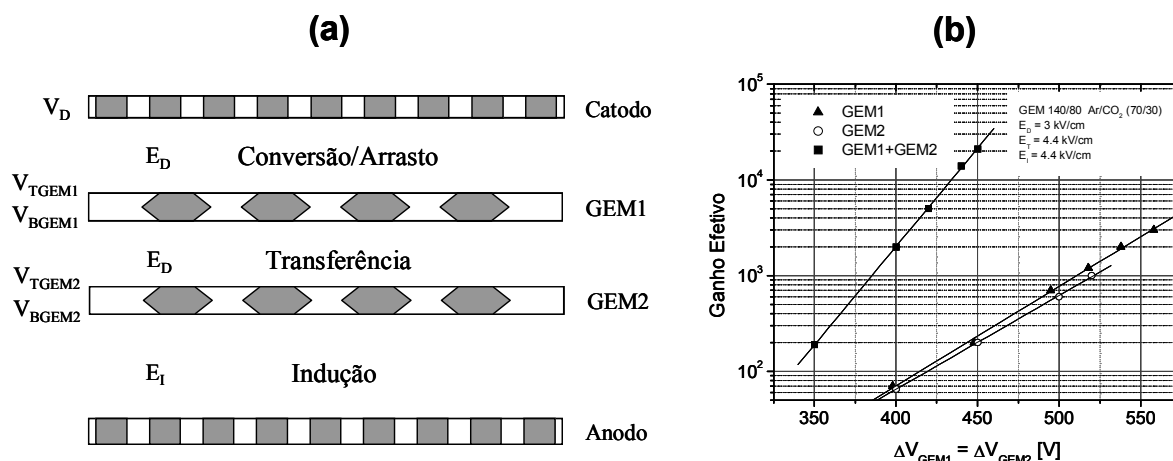 (a)
V_D
Catodo
E_D
Conversão/Arrasto
V_TGEM1
V_BGEM1
GEM1
E_D
Transferência
V_TGEM2
V_BGEM2
GEM2
E_I
Indução
Anodo
(b)
Ganho Efetivo
10^5
10^4
10^3
10^2
GEM1
GEM2
GEM1+GEM2
GEM 140/80 Ar/CO_2 (70/30)
E_D = 3 kV/cm
E_T = 4.4 kV/cm
E_I = 4.4 kV/cm
350 400 450 500 550
ΔV_GEM1 = ΔV_GEM2 [V]